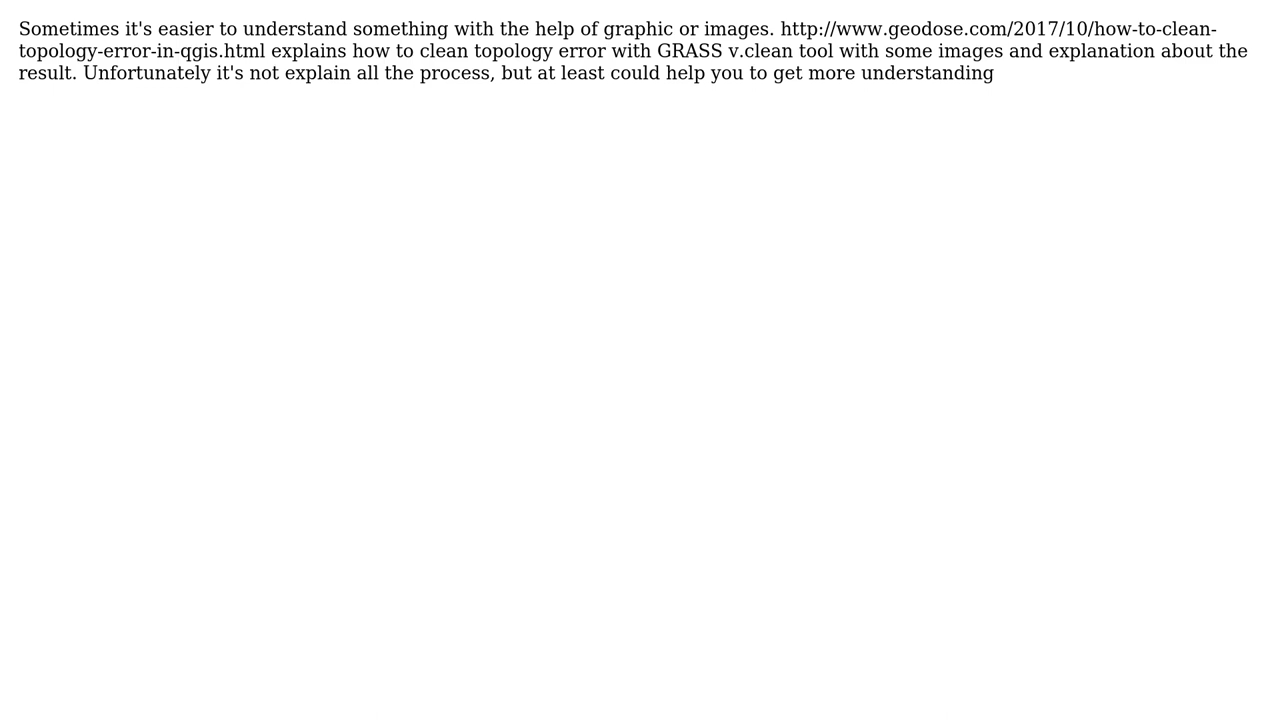 Sometimes it's easier to understand something with the help of graphic or images. http://www.geodose.com/2017/10/how-to-clean-
topology-error-in-qgis.html explains how to clean topology error with GRASS v.clean tool with some images and explanation about the
result. Unfortunately it's not explain all the process, but at least could help you to get more understanding